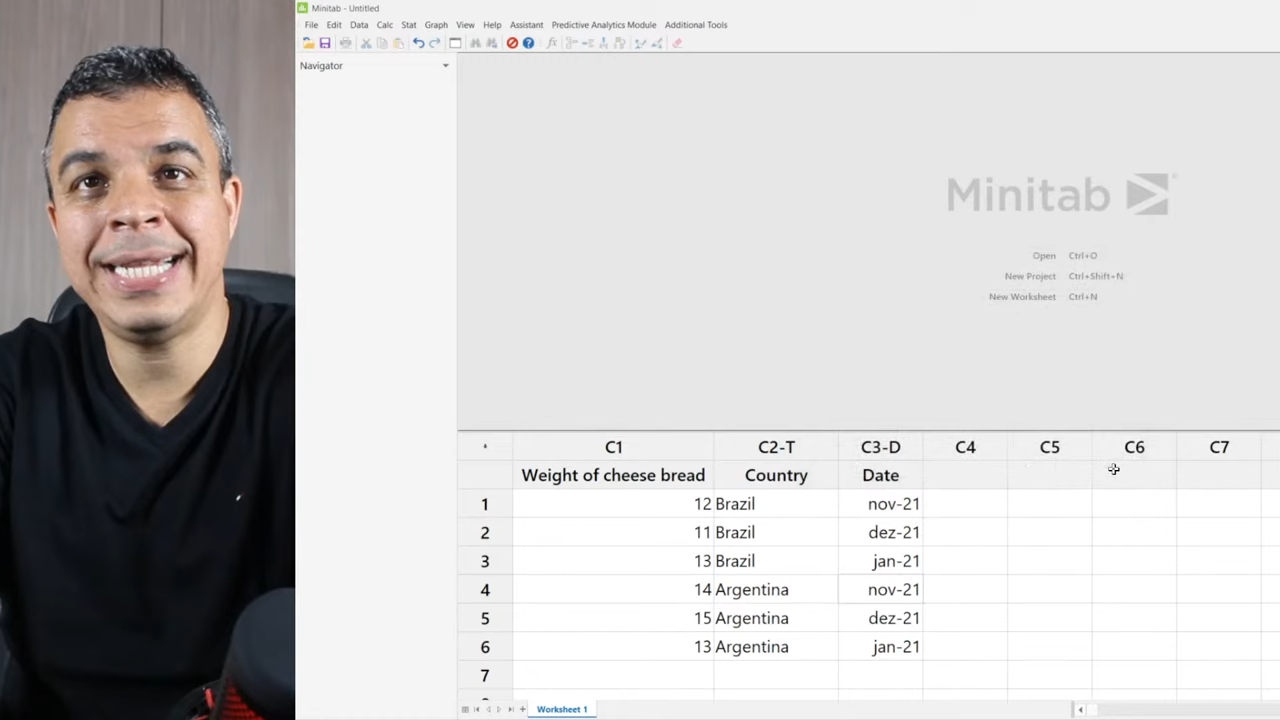 Minitab - Untitled
File Edit Data Calc Stat Graph View Help Assistant Predictive Analytics Module Additional Tools
Navigator
Minitab
Open Ctrl+O
New Project Ctrl+Shift+N
New Worksheet Ctrl+N
C1 C2-T C3-D C4 C5 C6 C7
Weight of cheese bread Country Date
1 12 Brazil nov-21
2 11 Brazil dez-21
3 13 Brazil jan-21
4 14 Argentina nov-21
5 15 Argentina dez-21
6 13 Argentina jan-21
7
Worksheet 1